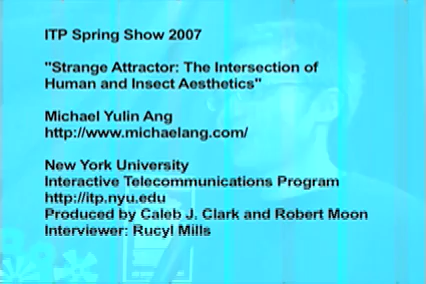 ITP Spring Show 2007
"Strange Attractor: The Intersection of
Human and Insect Aesthetics"
Michael Yulin Ang
http://www.michaelang.com/
New York University
Interactive Telecommunications Program
http://itp.nyu.edu
Produced by Caleb J. Clark and Robert Moon
Interviewer: Rucyl Mills